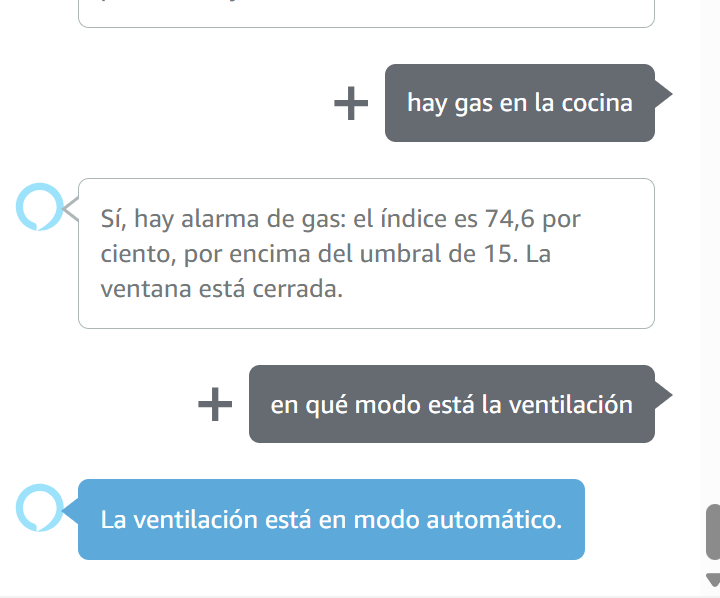 hay gas en la cocina
Sí, hay alarma de gas: el índice es 74,6 por
ciento, por encima del umbral de 15. La
ventana está cerrada.
en qué modo está la ventilación
La ventilación está en modo automático.